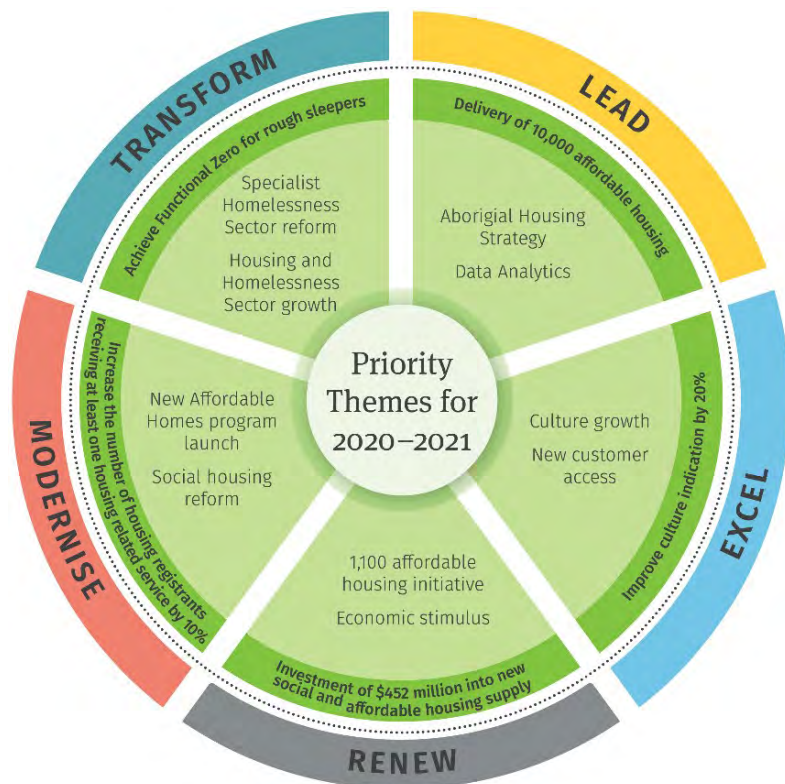 Priority
Themes for
2020–2021
LEAD
Delivery of 10,000 affordable housing
Aborigial Housing
Strategy
Data Analytics
EXCEL
Improve culture indication by 20%
Culture growth
New customer
access
RENEW
Investment of $452 million into new
social and affordable housing supply
1,100 affordable
housing initiative
Economic stimulus
MODERNISE
Increase the number of housing registrants
receiving at least one housing related service by 10%
New Affordable
Homes program
launch
Social housing
reform
TRANSFORM
Achieve Functional Zero for rough sleepers
Specialist
Homelessness
Sector reform
Housing and
Homelessness
Sector growth